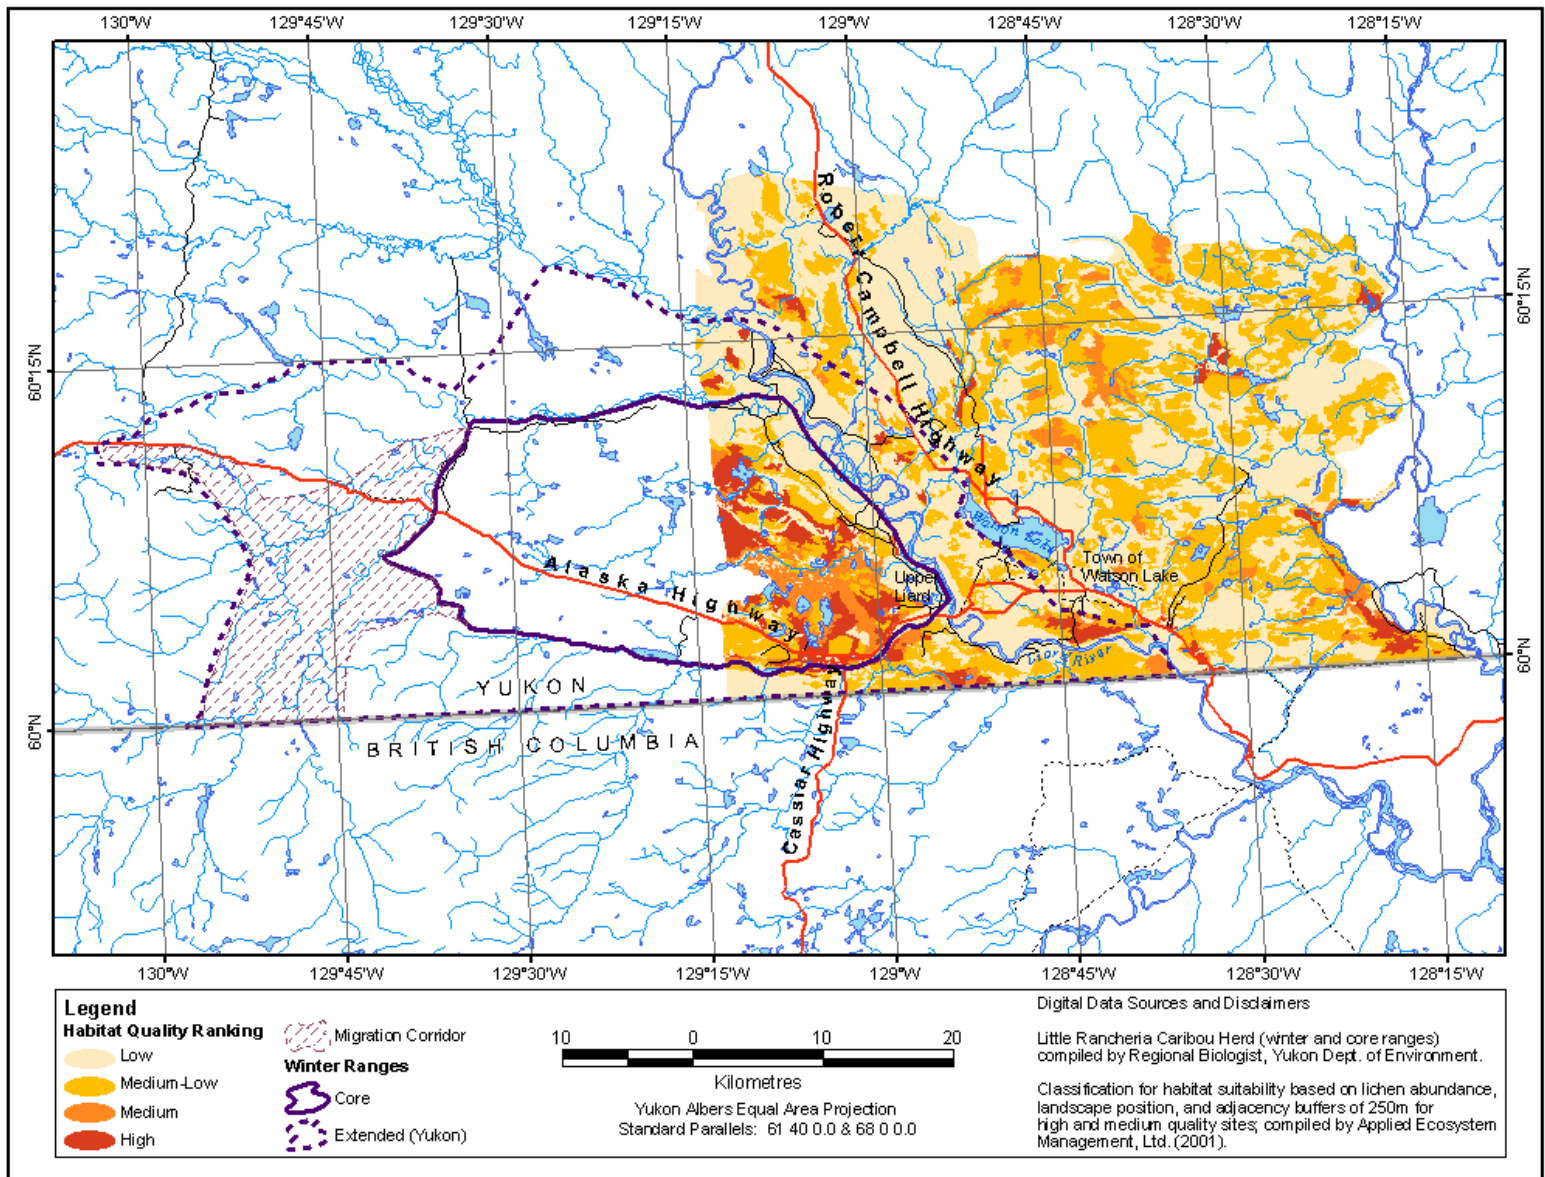 130°W 129°45'W 129°30'W 129°15'W 129°W 128°45'W 128°30'W 128°15'W
60°15'N
60°15'N
60°N
60°N
Robert Campbell Highway
Watson Lake
Town of
Watson Lake
Upper
Liard
Alaska Highway
Liard River
YUKON
BRITISH COLUMBIA
Cassiar Highway
130°W 129°45'W 129°30'W 129°15'W 129°W 128°45'W 128°30'W 128°15'W
Legend
Habitat Quality Ranking
Low
Medium-Low
Medium
High
Migration Corridor
Winter Ranges
Core
Extended (Yukon)
10 0 10 20
Kilometres
Yukon Albers Equal Area Projection
Standard Parallels: 61 40 0.0 & 68 0 0.0
Digital Data Sources and Disclaimers
Little Rancheria Caribou Herd (winter and core ranges)
compiled by Regional Biologist, Yukon Dept. of Environment.
Classification for habitat suitability based on lichen abundance,
landscape position, and adjacency buffers of 250m for
high and medium quality sites; compiled by Applied Ecosystem
Management, Ltd. (2001).